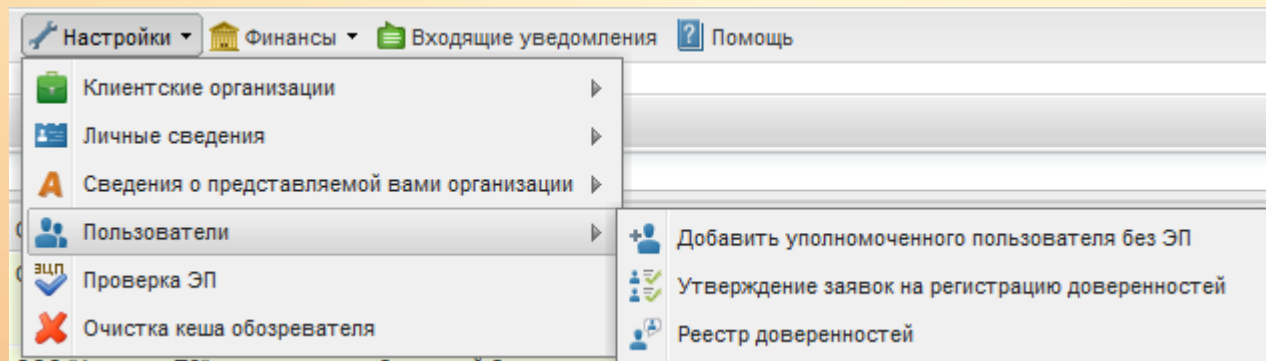 Настройки Финансы Входящие уведомления Помощь
Клиентские организации
Личные сведения
А Сведения о представляемой вами организации
Пользователи
Добавить уполномоченного пользователя без ЭП
ЭЦП
Проверка ЭП
Утверждение заявок на регистрацию доверенностей
Очистка кеша обозревателя
Реестр доверенностей